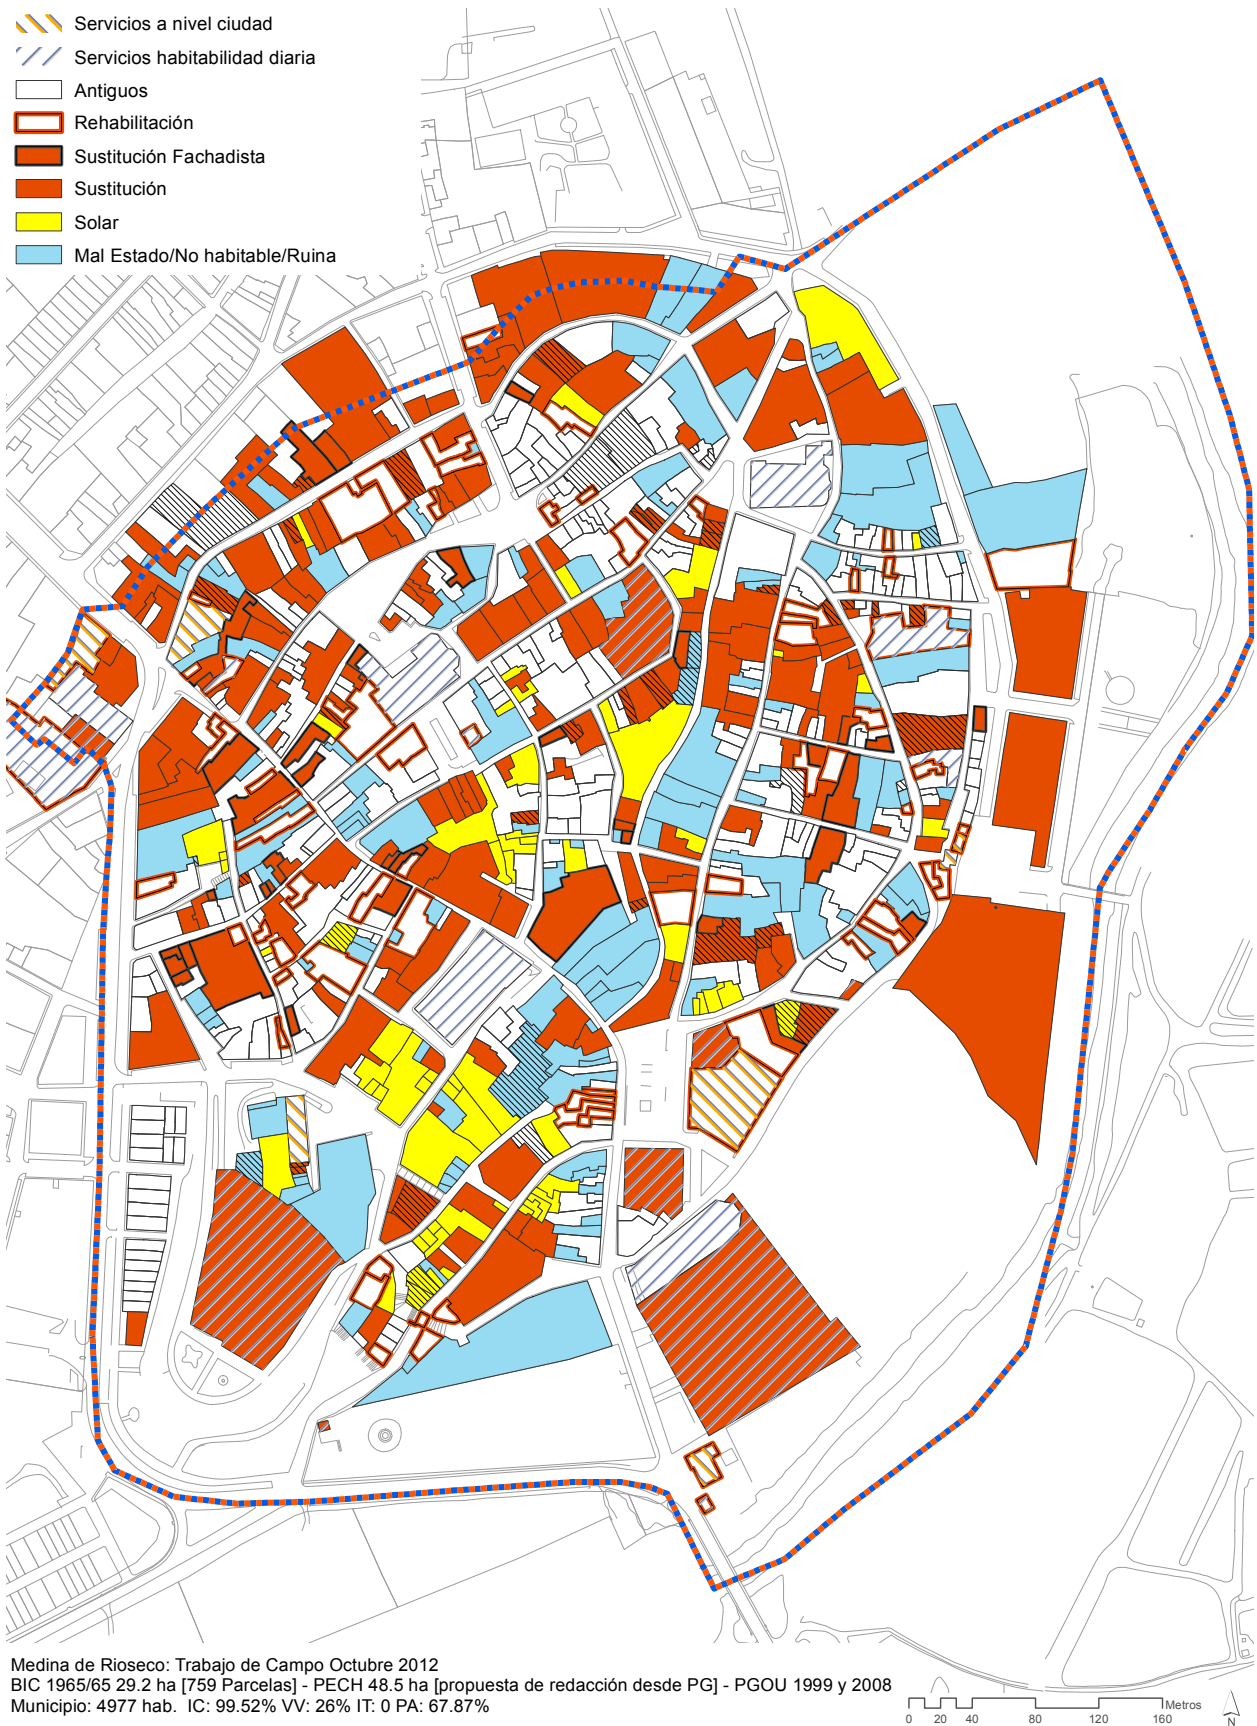 Servicios a nivel ciudad
Servicios habitabilidad diaria
Antiguos
Rehabilitación
Sustitución Fachadista
Sustitución
Solar
Mal Estado/No habitable/Ruina
Medina de Rioseco: Trabajo de Campo Octubre 2012
BIC 1965/65 29.2 ha [759 Parcelas] - PECH 48.5 ha [propuesta de redacción desde PG] - PGOU 1999 y 2008
Municipio: 4977 hab. IC: 99.52% VV: 26% IT: 0 PA: 67.87%
Metros
0 20 40 80 120 160
N